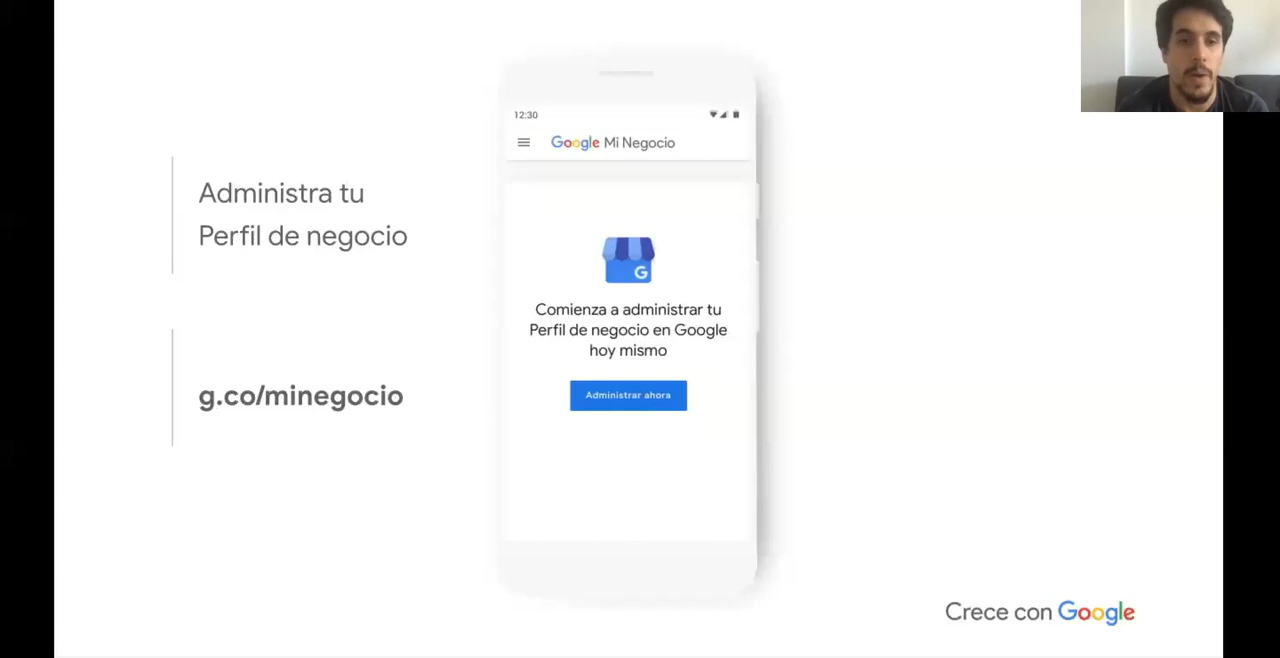 Administra tu
Perfil de negocio
g.co/minegocio
12:30
Google Mi Negocio
G
Comienza a administrar tu
Perfil de negocio en Google
hoy mismo
Administrar ahora
Crece con Google